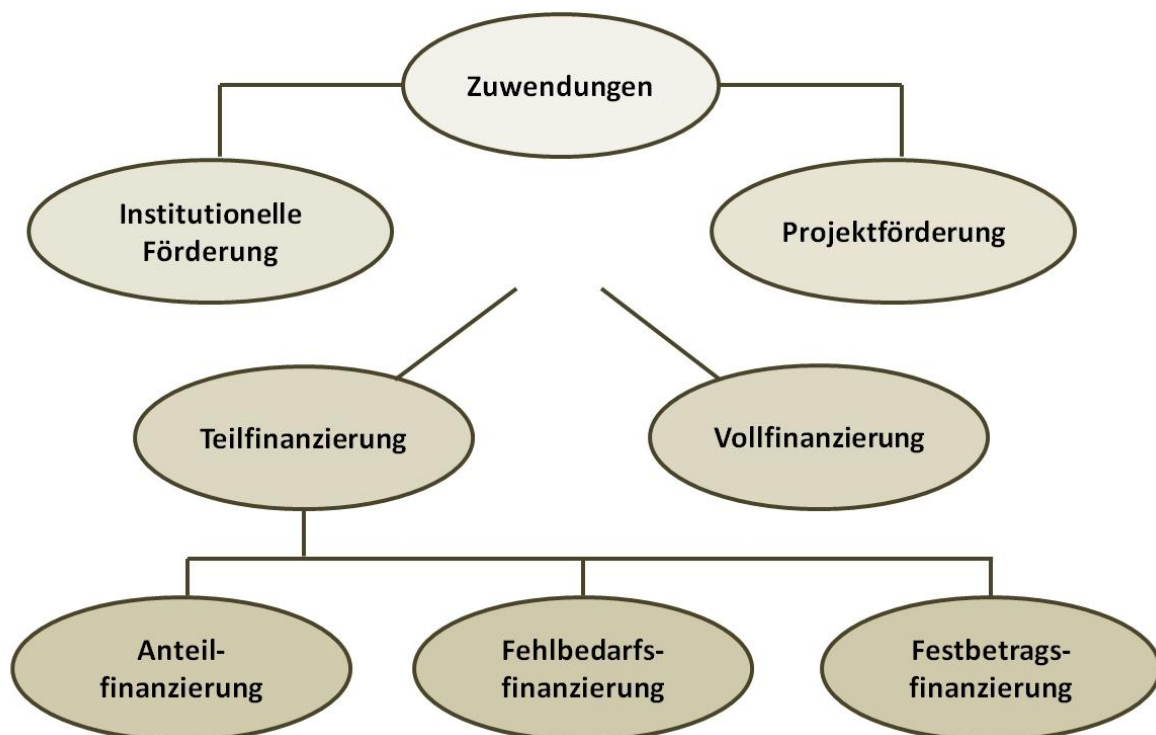 Zuwendungen
Institutionelle
Förderung
Projektförderung
Teilfinanzierung
Vollfinanzierung
Anteil-
finanzierung
Fehlbedarfs-
finanzierung
Festbetrags-
finanzierung